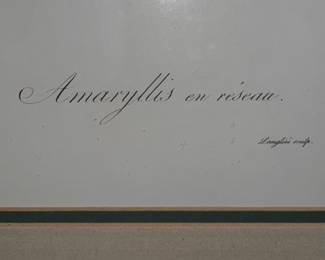 Amaryllis en réseau.
Langlois sculp.